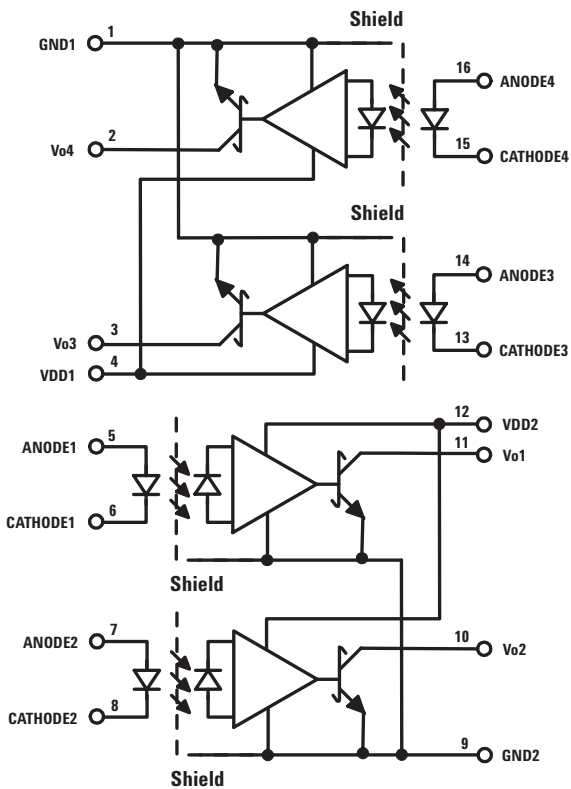 Shield
GND1 1
16 ANODE4
Vo4 2
15 CATHODE4
Shield
14 ANODE3
Vo3 3
13 CATHODE3
VDD1 4
12 VDD2
ANODE1 5
11 Vo1
CATHODE1 6
Shield
ANODE2 7
10 Vo2
CATHODE2 8
9 GND2
Shield